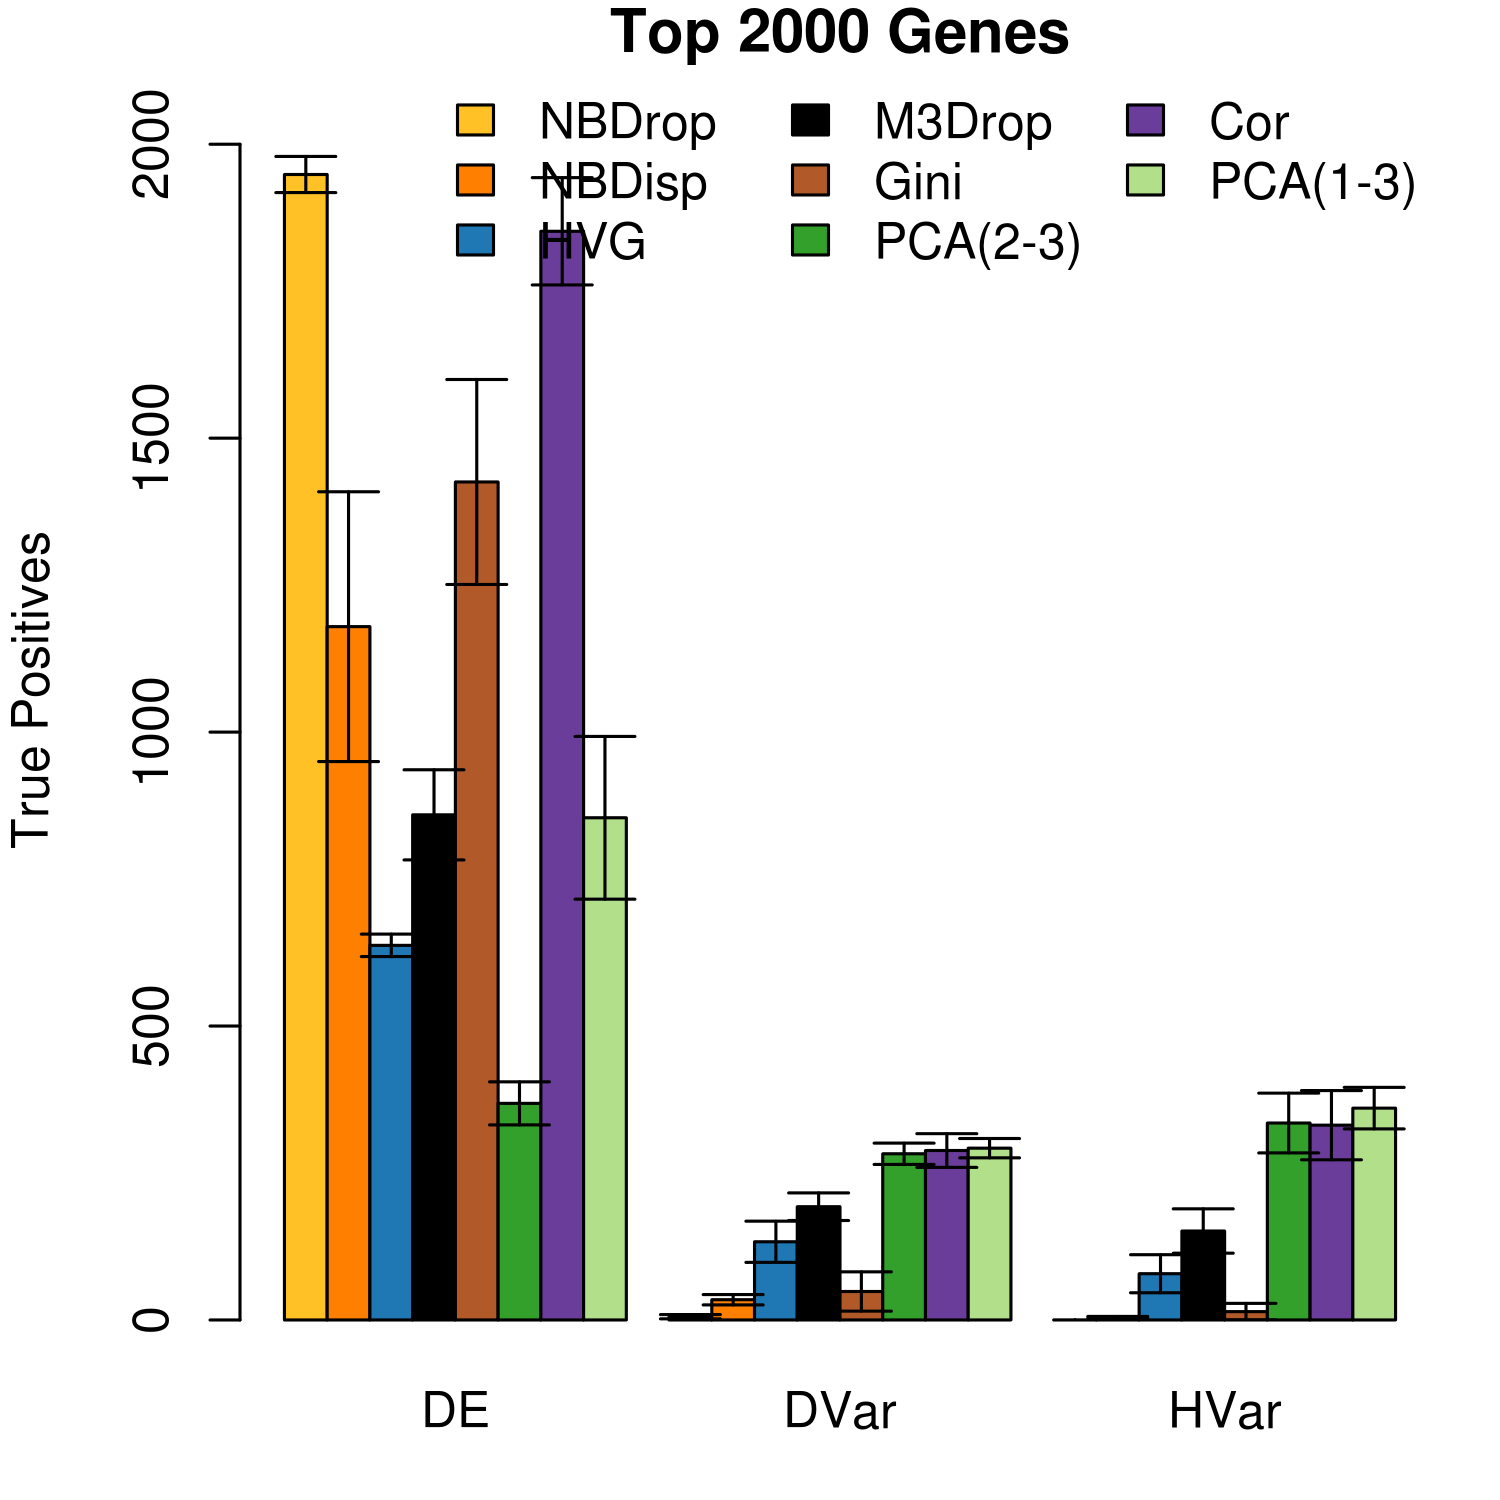 Top 2000 Genes
NBDrop M3Drop Cor
NBDisp Gini PCA(1-3)
HVG PCA(2-3)
True Positives
2000
1500
1000
500
0
DE DVar HVar